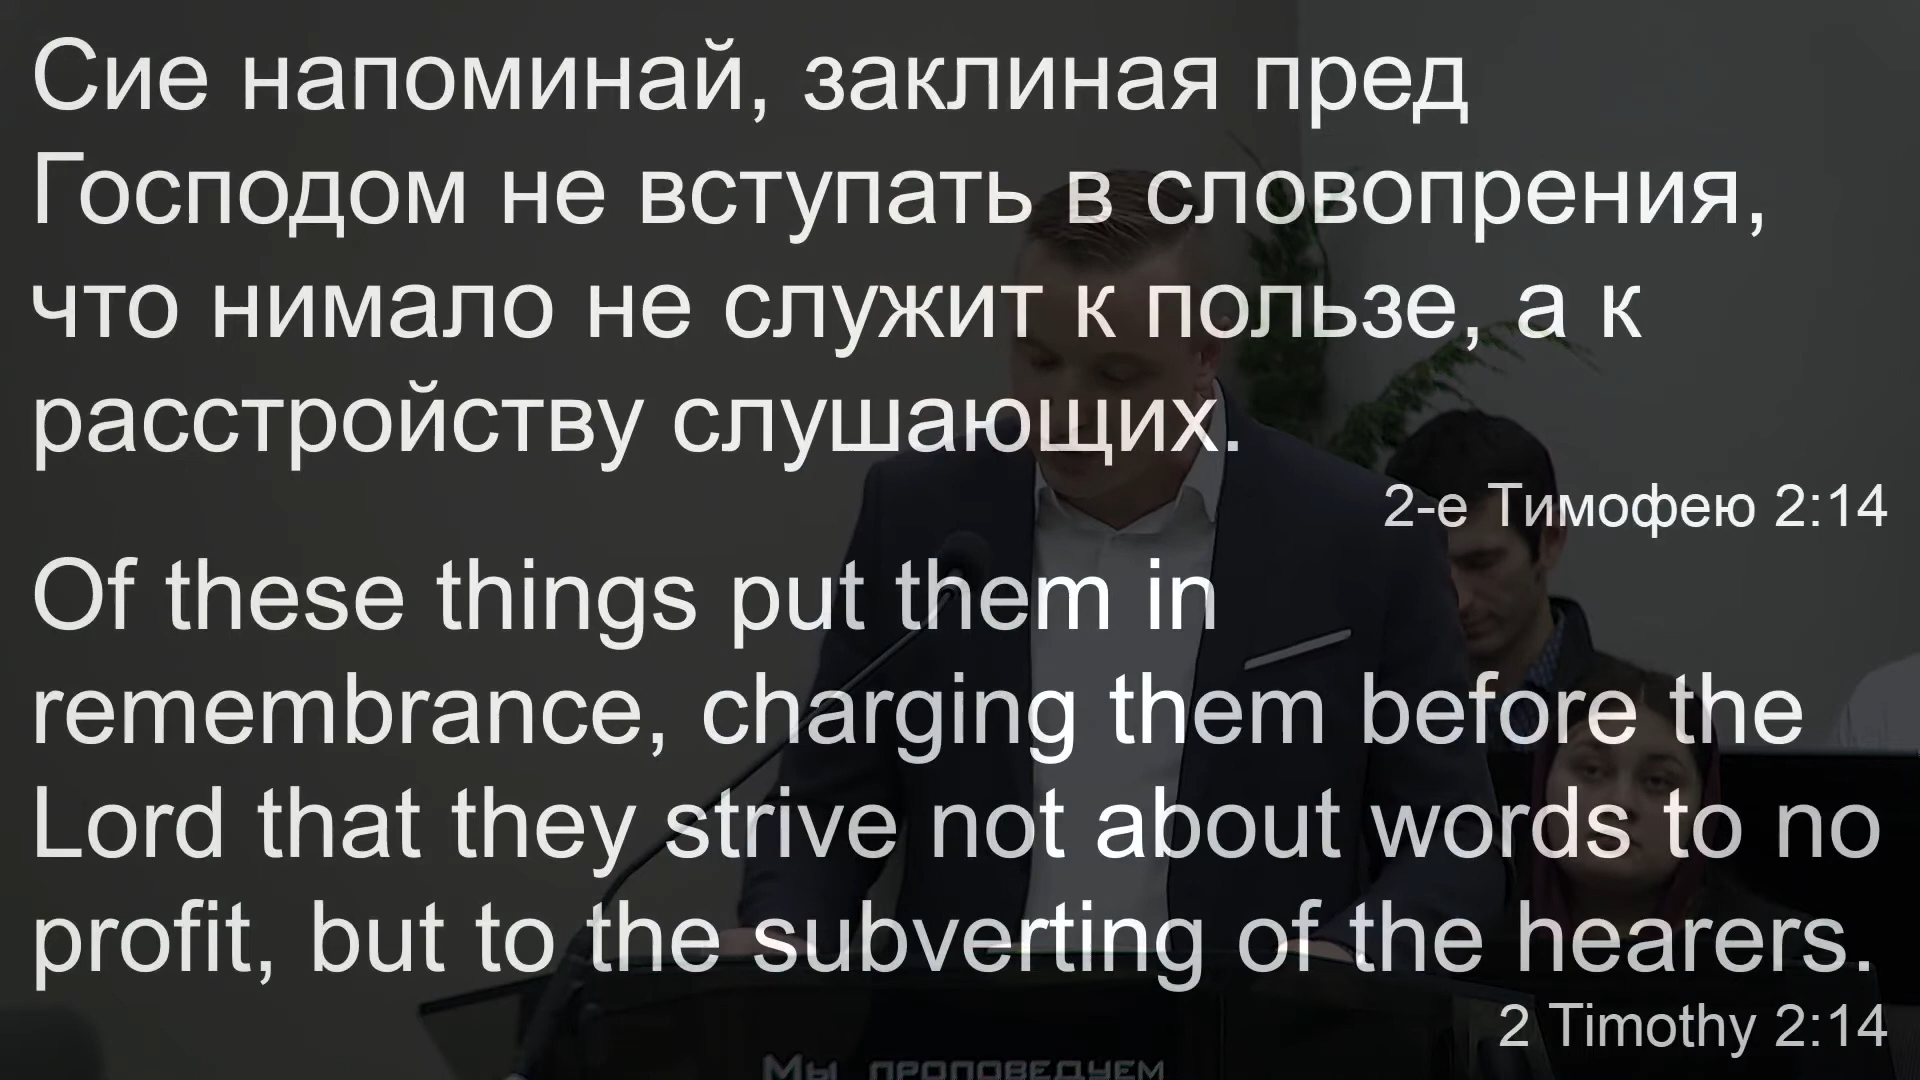 Сие напоминай, заклиная пред
Господом не вступать в словопрения,
что нимало не служит к пользе, а к
расстройству слушающих.
2-е Тимофею 2:14
Of these things put them in
remembrance, charging them before the
Lord that they strive not about words to no
profit, but to the subverting of the hearers.
2 Timothy 2:14
Мы проповедуем